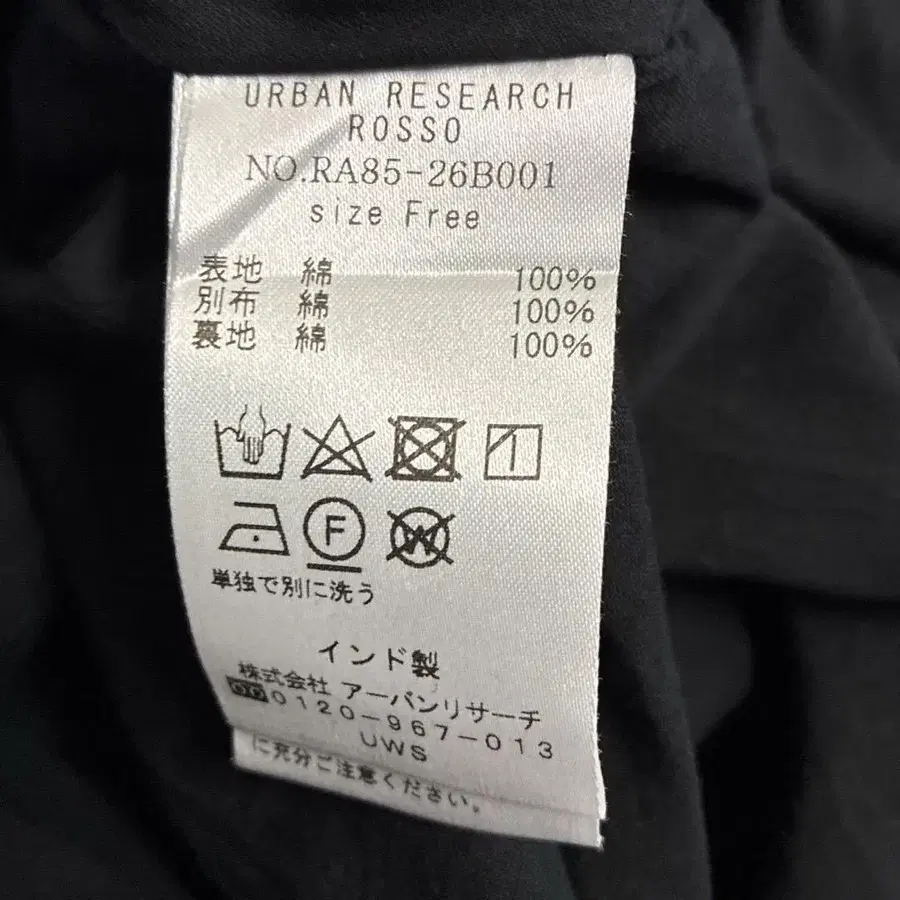 URBAN RESEARCH
ROSSO
NO.RA85-26B001
size Free
表地 綿 100%
別布 綿 100%
裏地 綿 100%
F W
単独で別に洗う
インド製
株式会社 アーバンリサーチ
0120-967-013
UWS
に充分ご注意ください。